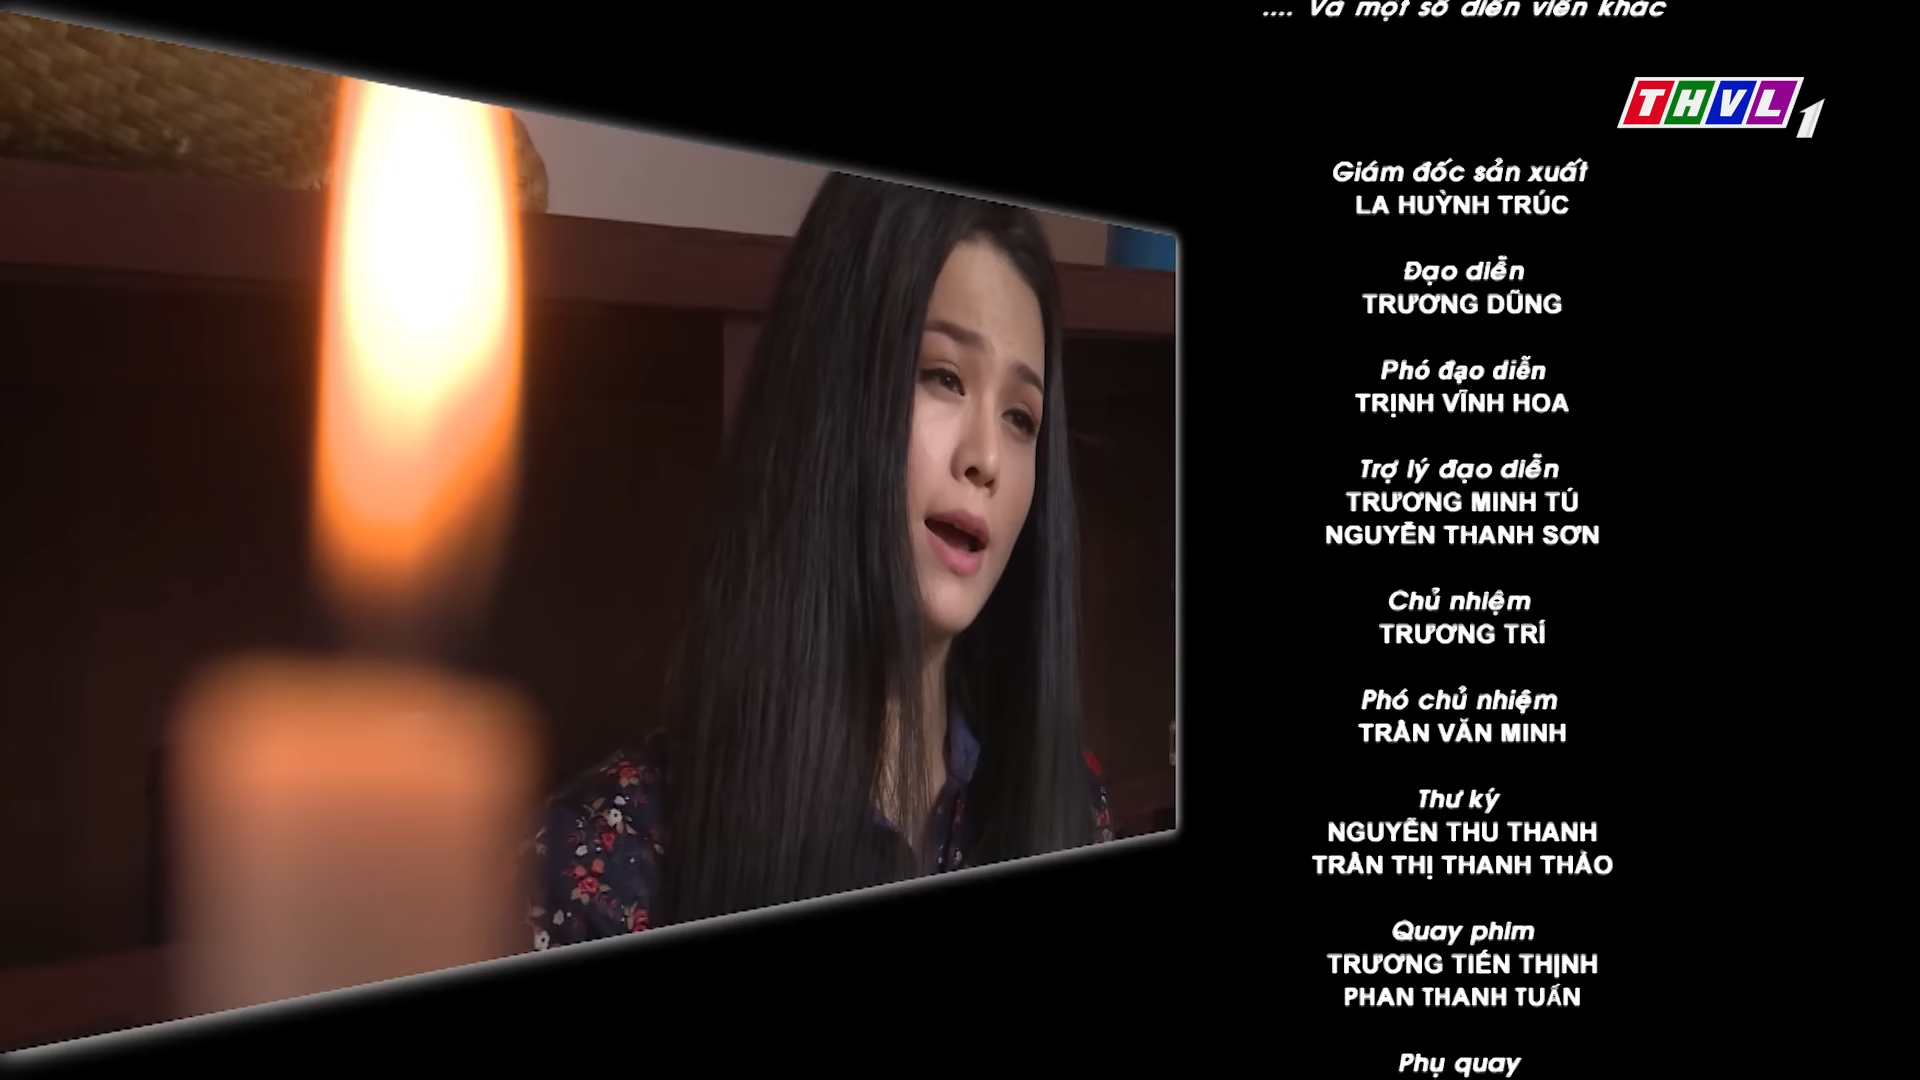 .... Và một số diễn viên khác
THVL1
Giám đốc sản xuất
LA HUỲNH TRÚC
Đạo diễn
TRƯƠNG DŨNG
Phó đạo diễn
TRỊNH VĨNH HOA
Trợ lý đạo diễn
TRƯƠNG MINH TÚ
NGUYỄN THANH SƠN
Chủ nhiệm
TRƯƠNG TRÍ
Phó chủ nhiệm
TRẦN VĂN MINH
Thư ký
NGUYỄN THU THANH
TRẦN THỊ THANH THẢO
Quay phim
TRƯƠNG TIẾN THỊNH
PHAN THANH TUẤN
Phụ quay